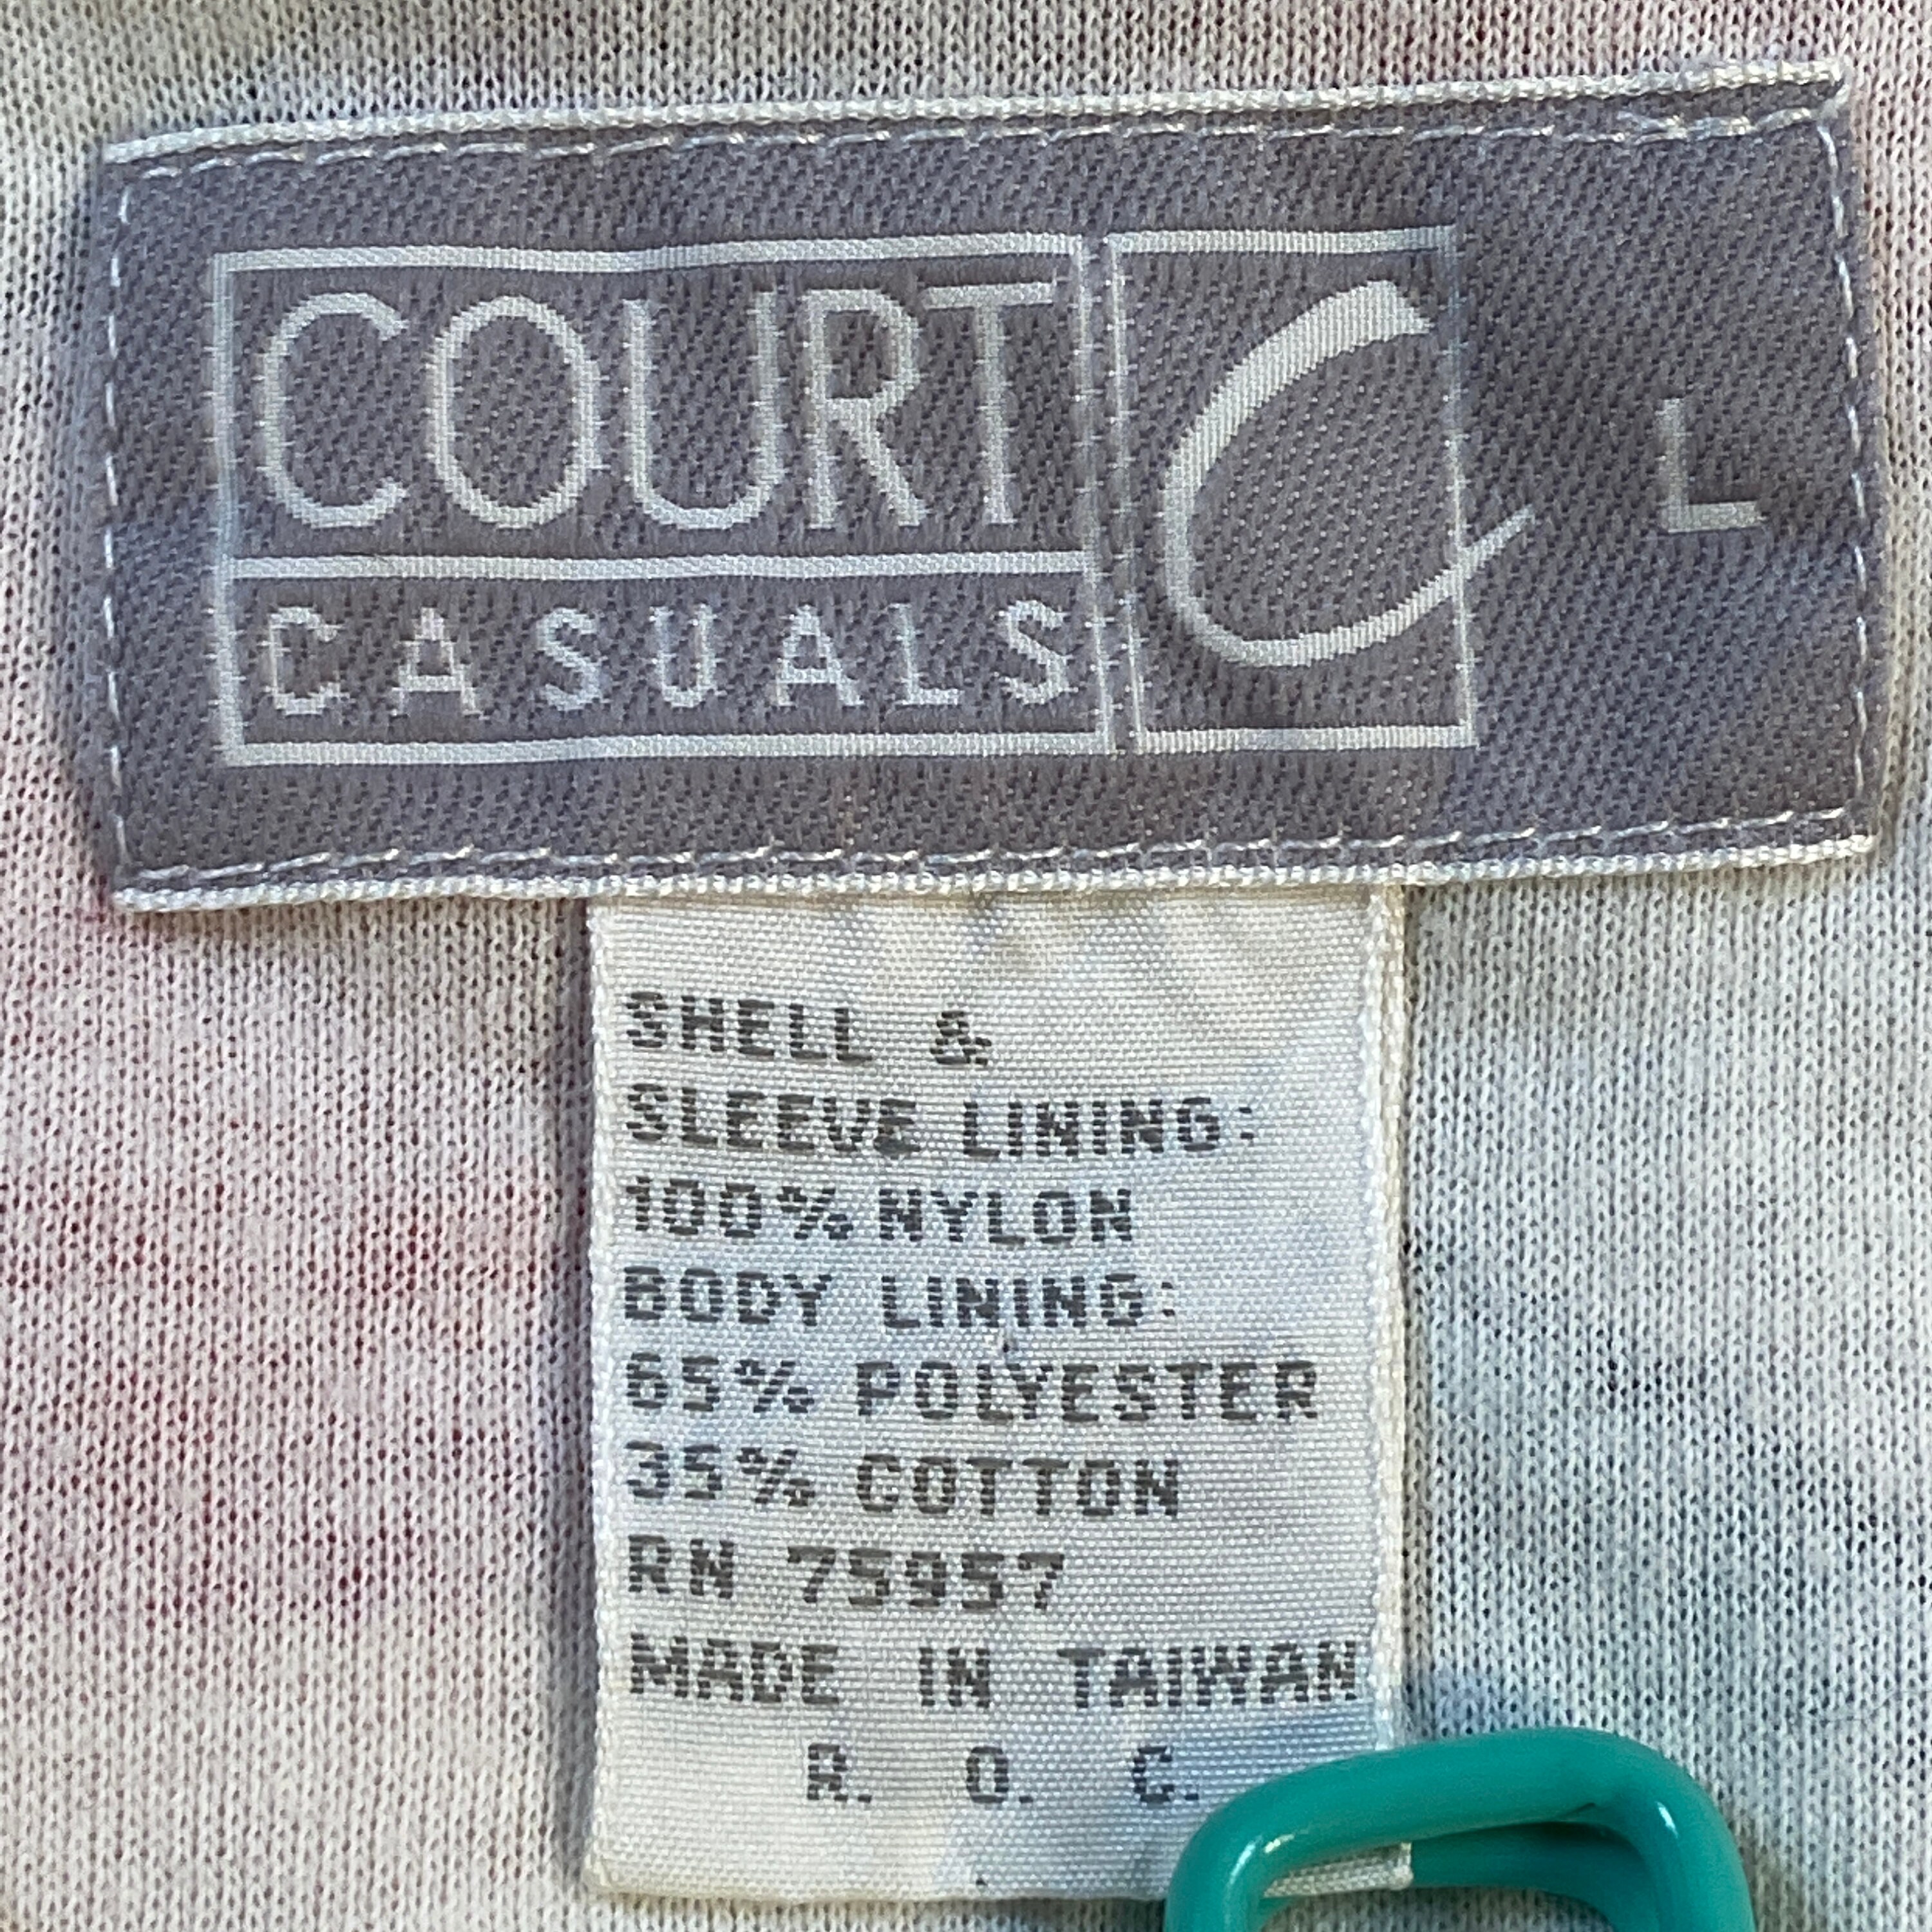 COURT
CASUALS
C
L
SHELL &
SLEEVE LINING:
100% NYLON
BODY LINING:
65% POLYESTER
35% COTTON
RN 75957
MADE IN TAIWAN
R. O. C.